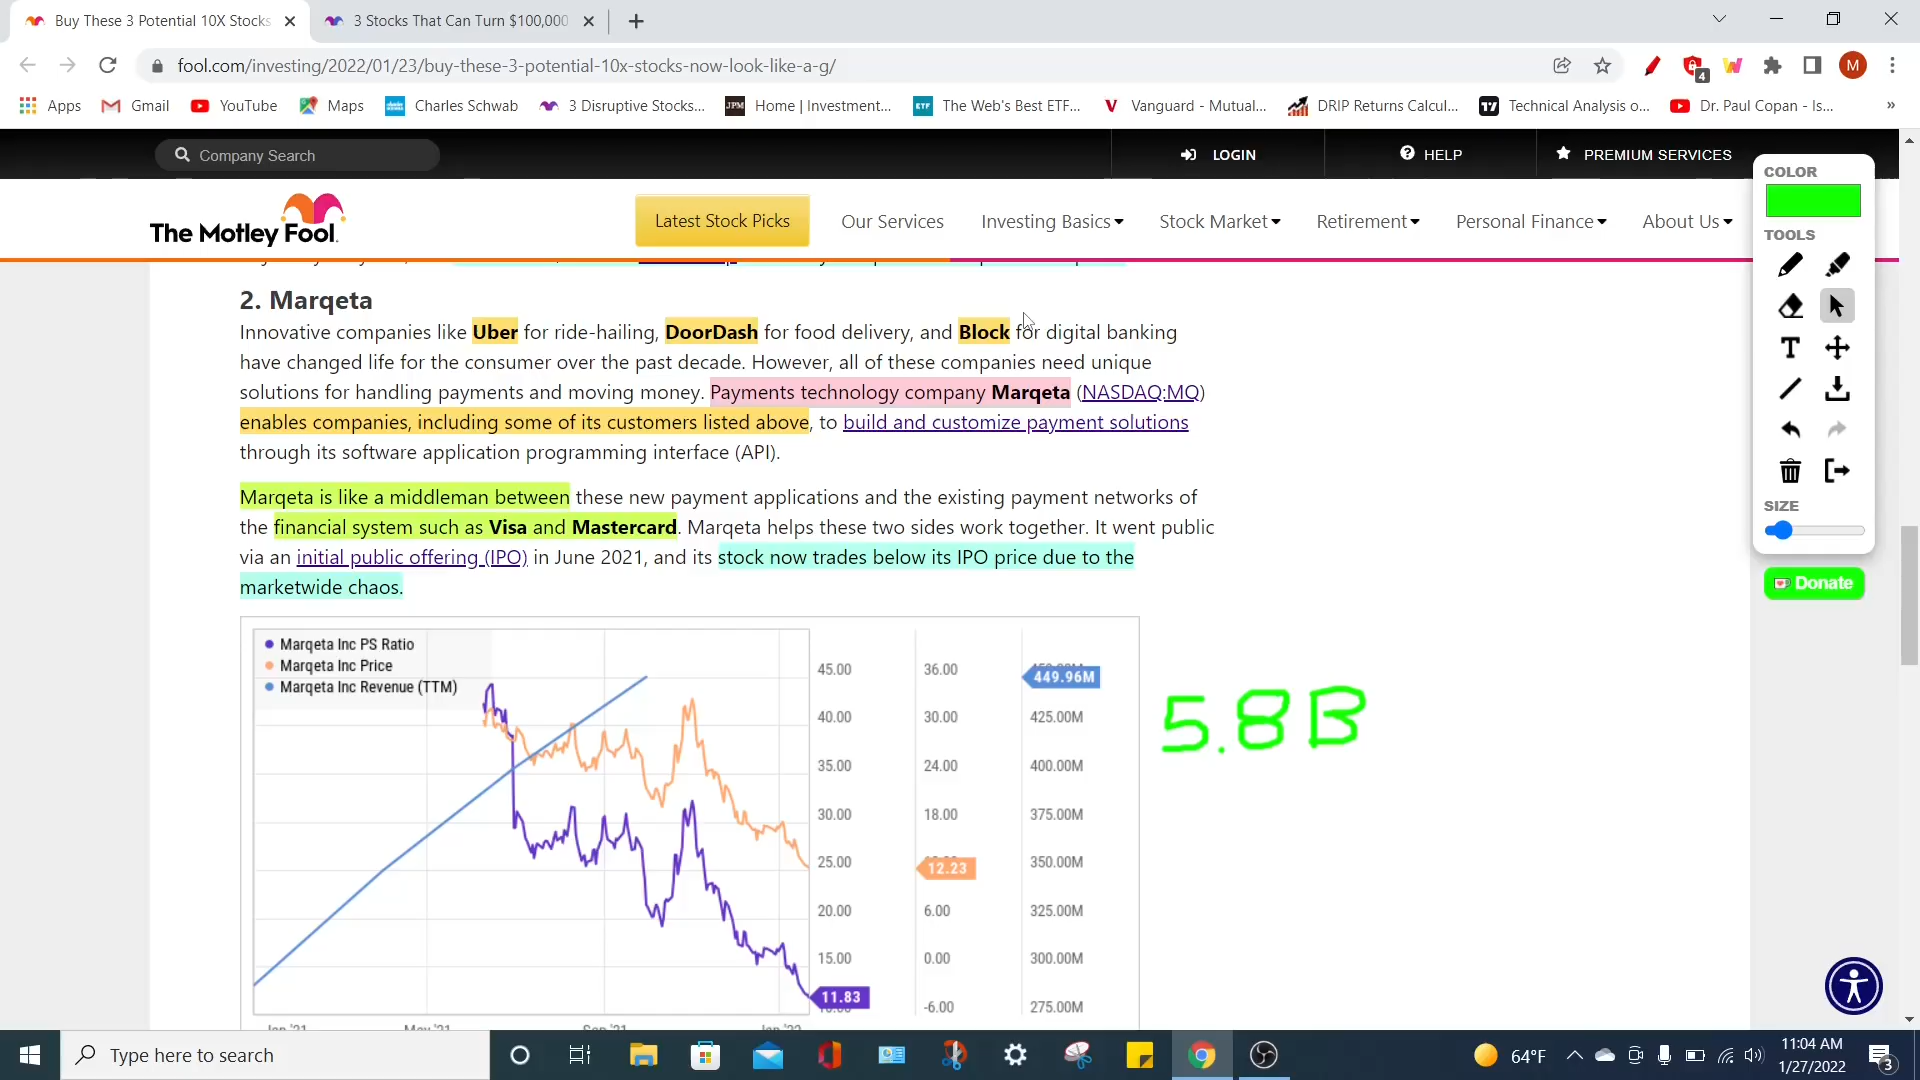 Buy These 3 Potential 10X Stocks
3 Stocks That Can Turn $100,000
fool.com/investing/2022/01/23/buy-these-3-potential-10x-stocks-now-look-like-a-g/
4
M
Apps
Gmail
YouTube
Maps
Charles Schwab
3 Disruptive Stocks...
JPM
Home | Investment...
ETF
The Web's Best ETF...
V
Vanguard - Mutual...
DRIP Returns Calcul...
Technical Analysis o...
Dr. Paul Copan - Is...
»
Company Search
LOGIN
HELP
PREMIUM SERVICES
The Motley Fool.
Latest Stock Picks
Our Services
Investing Basics
Stock Market
Retirement
Personal Finance
About Us
COLOR
TOOLS
T
SIZE
Donate
2. Marqeta
Innovative companies like Uber for ride-hailing, DoorDash for food delivery, and Block for digital banking
have changed life for the consumer over the past decade. However, all of these companies need unique
solutions for handling payments and moving money. Payments technology company Marqeta (NASDAQ:MQ)
enables companies, including some of its customers listed above, to build and customize payment solutions
through its software application programming interface (API).
Marqeta is like a middleman between these new payment applications and the existing payment networks of
the financial system such as Visa and Mastercard. Marqeta helps these two sides work together. It went public
via an initial public offering (IPO) in June 2021, and its stock now trades below its IPO price due to the
marketwide chaos.
Marqeta Inc PS Ratio
Marqeta Inc Price
Marqeta Inc Revenue (TTM)
45.00 36.00
449.96M
40.00 30.00 425.00M
35.00 24.00 400.00M
30.00 18.00 375.00M
25.00 12.23 350.00M
20.00 6.00 325.00M
15.00 0.00 300.00M
11.83 -6.00 275.00M
5.8B
Type here to search
64°F
11:04 AM
1/27/2022
3